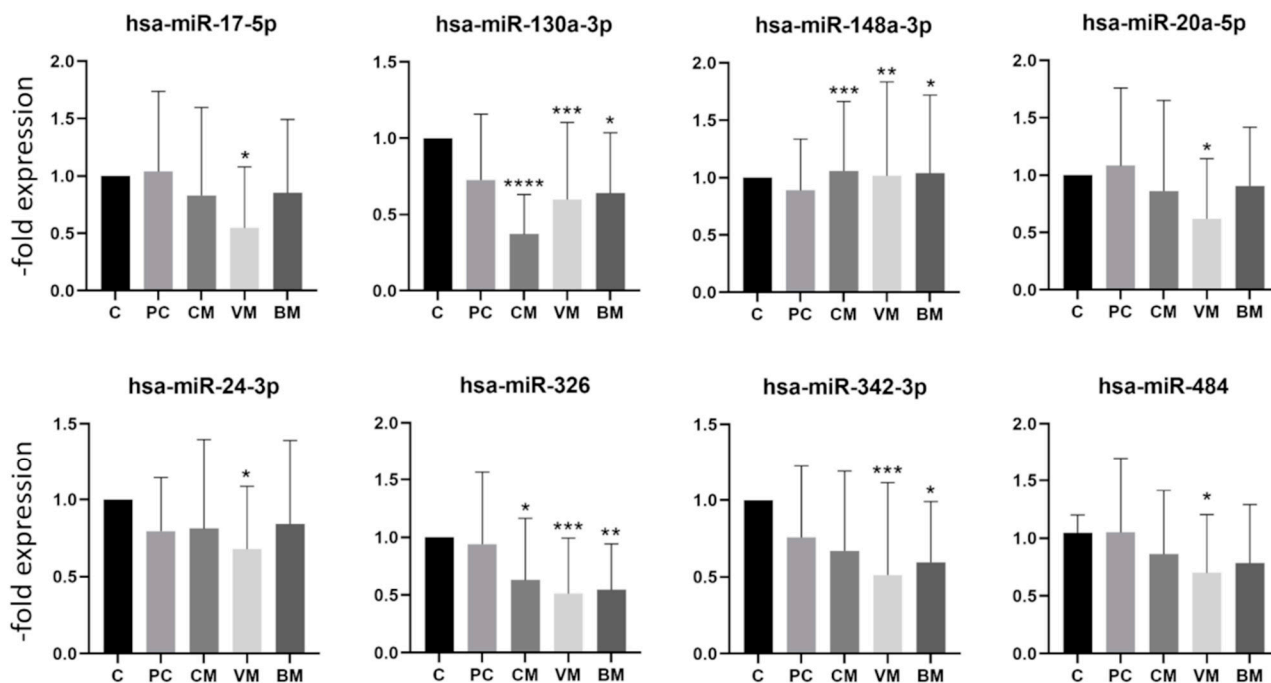 hsa-miR-17-5p
-fold expression
2.0
1.5
1.0
0.5
0.0
*
C PC CM VM BM
hsa-miR-130a-3p
1.5
1.0
0.5
0.0
****
***
*
C PC CM VM BM
hsa-miR-148a-3p
2.0
1.5
1.0
0.5
0.0
***
**
*
C PC CM VM BM
hsa-miR-20a-5p
2.0
1.5
1.0
0.5
0.0
*
C PC CM VM BM
hsa-miR-24-3p
-fold expression
1.5
1.0
0.5
0.0
*
C PC CM VM BM
hsa-miR-326
2.0
1.5
1.0
0.5
0.0
*
***
**
C PC CM VM BM
hsa-miR-342-3p
1.5
1.0
0.5
0.0
***
*
C PC CM VM BM
hsa-miR-484
2.0
1.5
1.0
0.5
0.0
*
C PC CM VM BM